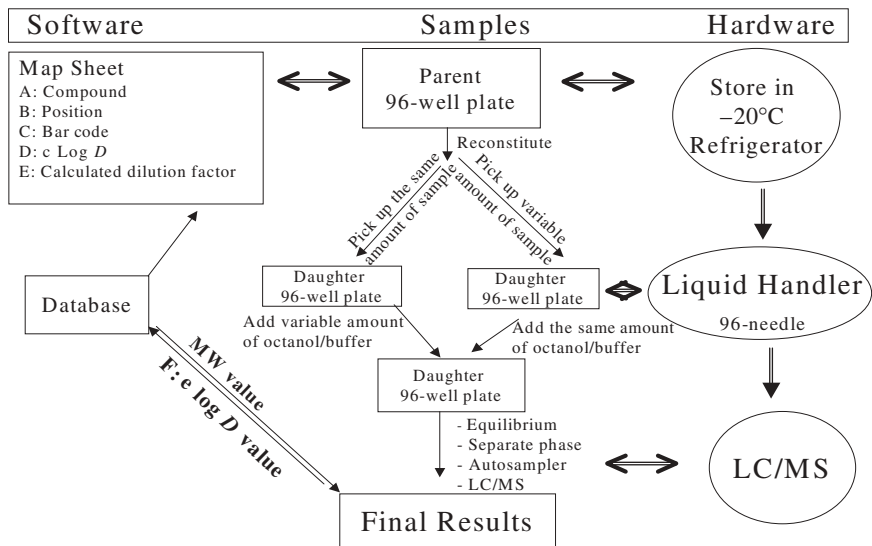 Software Samples Hardware
Map Sheet
A: Compound
B: Position
C: Bar code
D: c Log D
E: Calculated dilution factor
Parent
96-well plate
Store in
−20°C
Refrigerator
Reconstitute
Pick up the same
amount of sample
Pick up variable
amount of sample
Database
Daughter
96-well plate
Daughter
96-well plate
Liquid Handler
96-needle
Add variable amount
of octanol/buffer
Add the same amount
of octanol/buffer
Daughter
96-well plate
MW value
F: e log D value
- Equilibrium
- Separate phase
- Autosampler
- LC/MS
LC/MS
Final Results